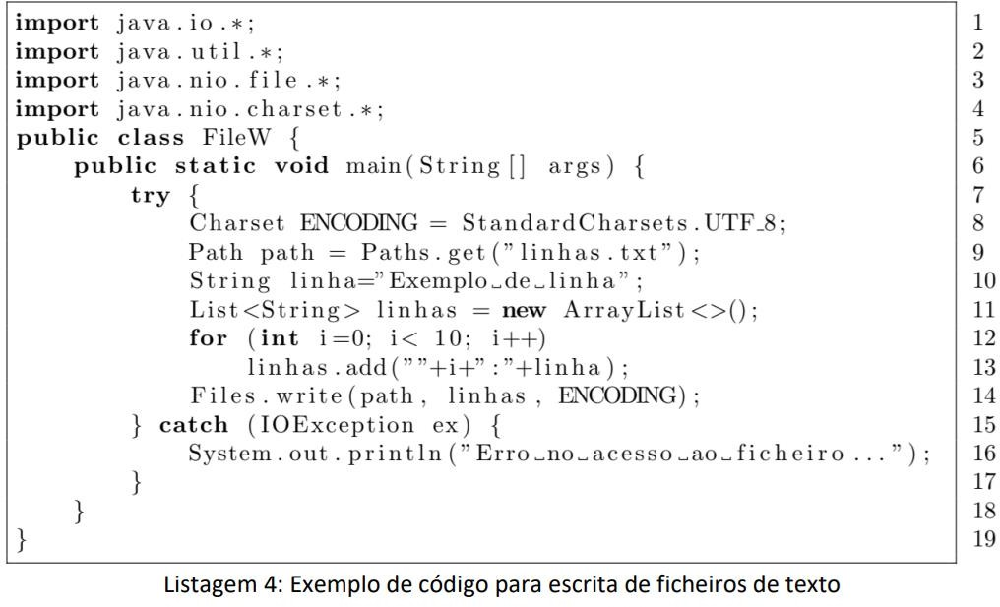 import java.io.*; 1
import java.util.*; 2
import java.nio.file.*; 3
import java.nio.charset.*; 4
public class FileW { 5
public static void main(String[] args) { 6
try { 7
Charset ENCODING = StandardCharsets.UTF_8; 8
Path path = Paths.get("linhas.txt"); 9
String linha="Exemplo␣de␣linha"; 10
List<String> linhas = new ArrayList<>(); 11
for (int i=0; i< 10; i++) 12
linhas.add(""+i+":"+linha); 13
Files.write(path, linhas, ENCODING); 14
} catch (IOException ex) { 15
System.out.println("Erro␣no␣acesso␣ao␣ficheiro..."); 16
} 17
} 18
} 19
Listagem 4: Exemplo de código para escrita de ficheiros de texto